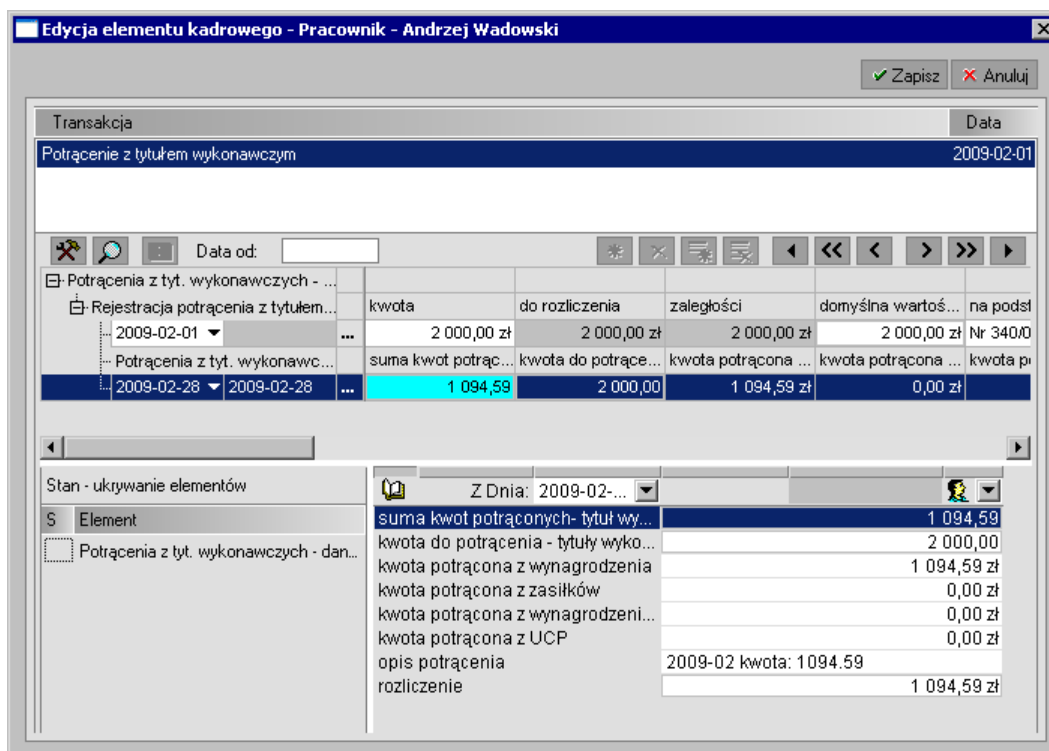 Edycja elementu kadrowego - Pracownik - Andrzej Wadowski
Zapisz Anuluj
Transakcja Data
Potrącenie z tytułem wykonawczym 2009-02-01
Data od:
Potrącenia z tyt. wykonawczych - ...
Rejestracja potrącenia z tytułem... kwota do rozliczenia zaległości domyślna wartoś... na podst
2009-02-01 ... 2 000,00 zł 2 000,00 zł 2 000,00 zł 2 000,00 zł Nr 340/0
Potrącenia z tyt. wykonawc... suma kwot potrąc... kwota do potrące... kwota potrącona ... kwota potrącona ... kwota p
2009-02-28 2009-02-28 ... 1 094,59 2 000,00 1 094,59 zł 0,00 zł
Stan - ukrywanie elementów
S Element
Potrącenia z tyt. wykonawczych - dan...
Z Dnia: 2009-02-...
suma kwot potrąconych- tytuł wy... 1 094,59
kwota do potrącenia - tytuły wyko... 2 000,00
kwota potrącona z wynagrodzenia 1 094,59 zł
kwota potrącona z zasiłków 0,00 zł
kwota potrącona z wynagrodzeni... 0,00 zł
kwota potrącona z UCP 0,00 zł
opis potrącenia 2009-02 kwota: 1094.59
rozliczenie 1 094,59 zł